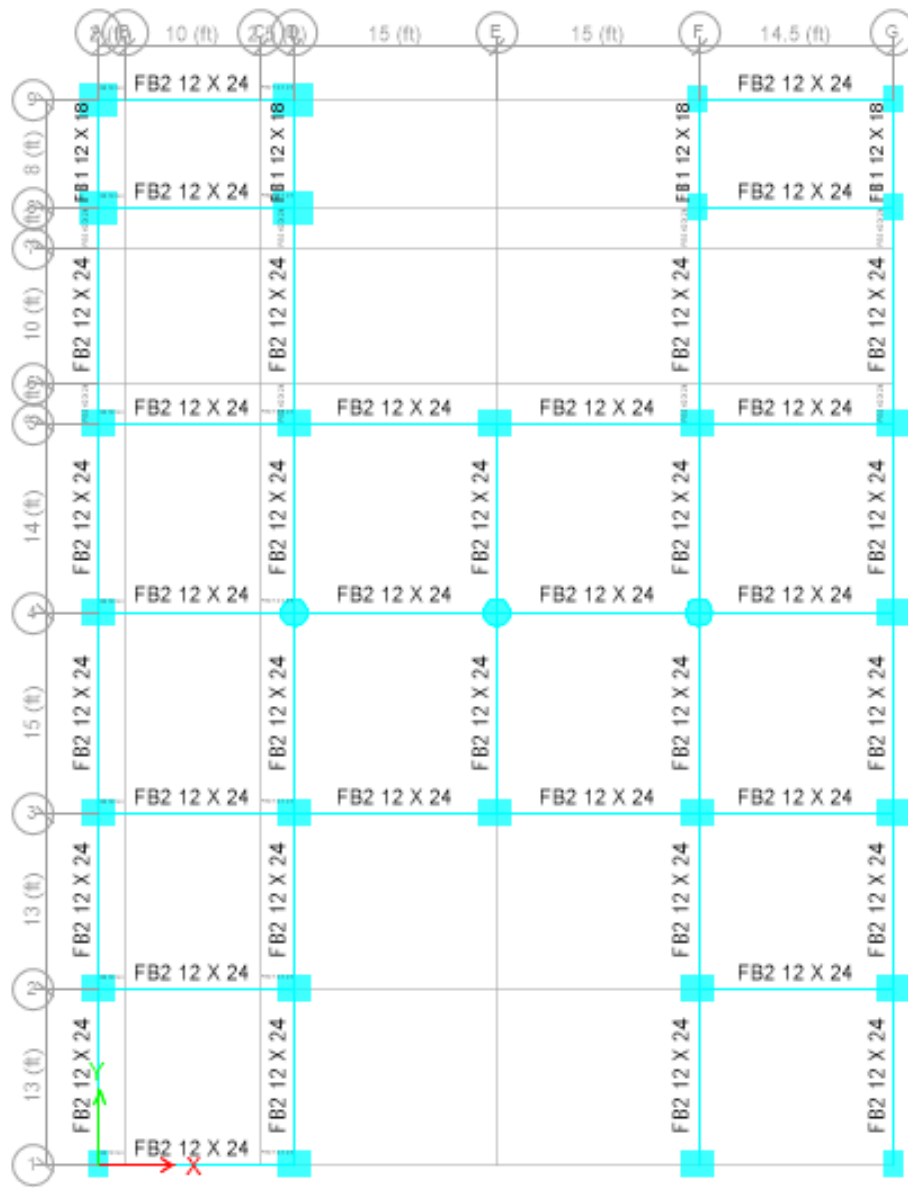 A B C D E F G
10 (ft) 15 (ft) 15 (ft) 14.5 (ft)
FB2 12 X 24 FB2 12 X 24
9
8 (ft)
FB1 12 X 18 FB1 12 X 18 FB1 12 X 18 FB1 12 X 18
FB2 12 X 24 FB2 12 X 24
10 (ft)
FB2 12 X 24 FB2 12 X 24 FB2 12 X 24 FB2 12 X 24
FB2 12 X 24 FB2 12 X 24 FB2 12 X 24 FB2 12 X 24
5
14 (ft)
FB2 12 X 24 FB2 12 X 24 FB2 12 X 24 FB2 12 X 24 FB2 12 X 24
FB2 12 X 24 FB2 12 X 24 FB2 12 X 24 FB2 12 X 24
4
15 (ft)
FB2 12 X 24 FB2 12 X 24 FB2 12 X 24 FB2 12 X 24 FB2 12 X 24
FB2 12 X 24 FB2 12 X 24 FB2 12 X 24 FB2 12 X 24
3
13 (ft)
FB2 12 X 24 FB2 12 X 24 FB2 12 X 24 FB2 12 X 24
FB2 12 X 24 FB2 12 X 24
2
13 (ft)
FB2 12 X 24 FB2 12 X 24 FB2 12 X 24 FB2 12 X 24
Y
FB2 12 X 24
1
X